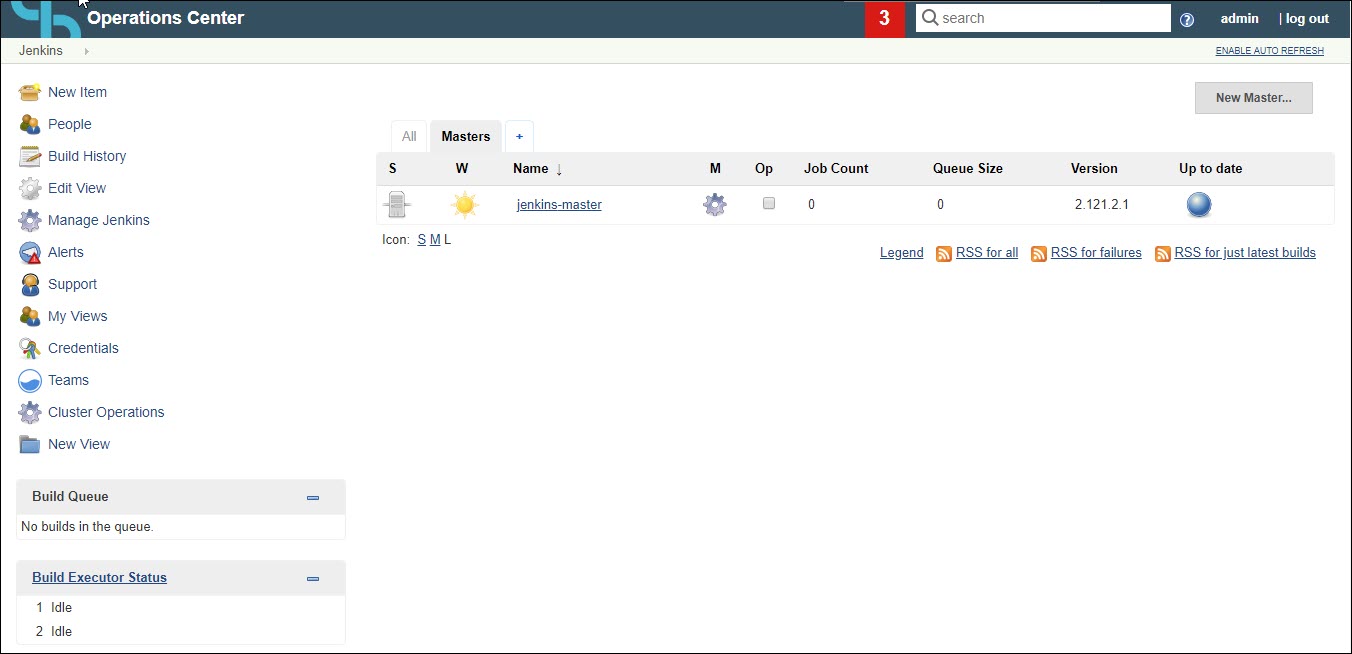 Operations Center 3 search ? admin | log out
Jenkins ENABLE AUTO REFRESH
New Item
People
Build History
Edit View
Manage Jenkins
Alerts
Support
My Views
Credentials
Teams
Cluster Operations
New View
Build Queue
No builds in the queue.
Build Executor Status
1 Idle
2 Idle
New Master...
All Masters +
S W Name ↓ M Op Job Count Queue Size Version Up to date
jenkins-master 0 0 2.121.2.1
Icon: S M L
Legend RSS for all RSS for failures RSS for just latest builds